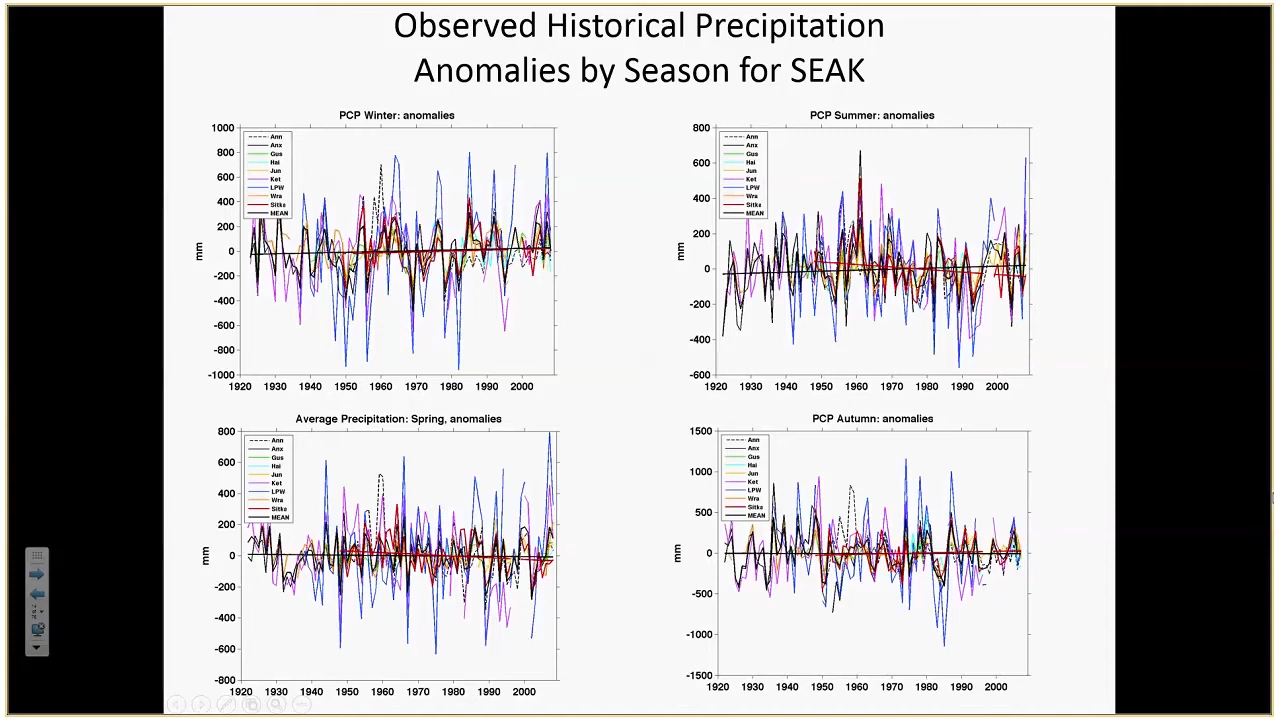 Observed Historical Precipitation
Anomalies by Season for SEAK
PCP Winter: anomalies
1000
800
600
400
200
0
-200
-400
-600
-800
-1000
mm
Ann
Anx
Gus
Hai
Jun
Ket
LPW
Wra
Sitka
MEAN
1920 1930 1940 1950 1960 1970 1980 1990 2000
PCP Summer: anomalies
800
600
400
200
0
-200
-400
-600
mm
Ann
Anx
Gus
Hai
Jun
Ket
LPW
Wra
Sitka
MEAN
1920 1930 1940 1950 1960 1970 1980 1990 2000
Average Precipitation: Spring, anomalies
800
600
400
200
0
-200
-400
-600
-800
mm
Ann
Anx
Gus
Hai
Jun
Ket
LPW
Wra
Sitka
MEAN
1920 1930 1940 1950 1960 1970 1980 1990 2000
PCP Autumn: anomalies
1500
1000
500
0
-500
-1000
-1500
mm
Ann
Anx
Gus
Hai
Jun
Ket
LPW
Wra
Sitka
MEAN
1920 1930 1940 1950 1960 1970 1980 1990 2000